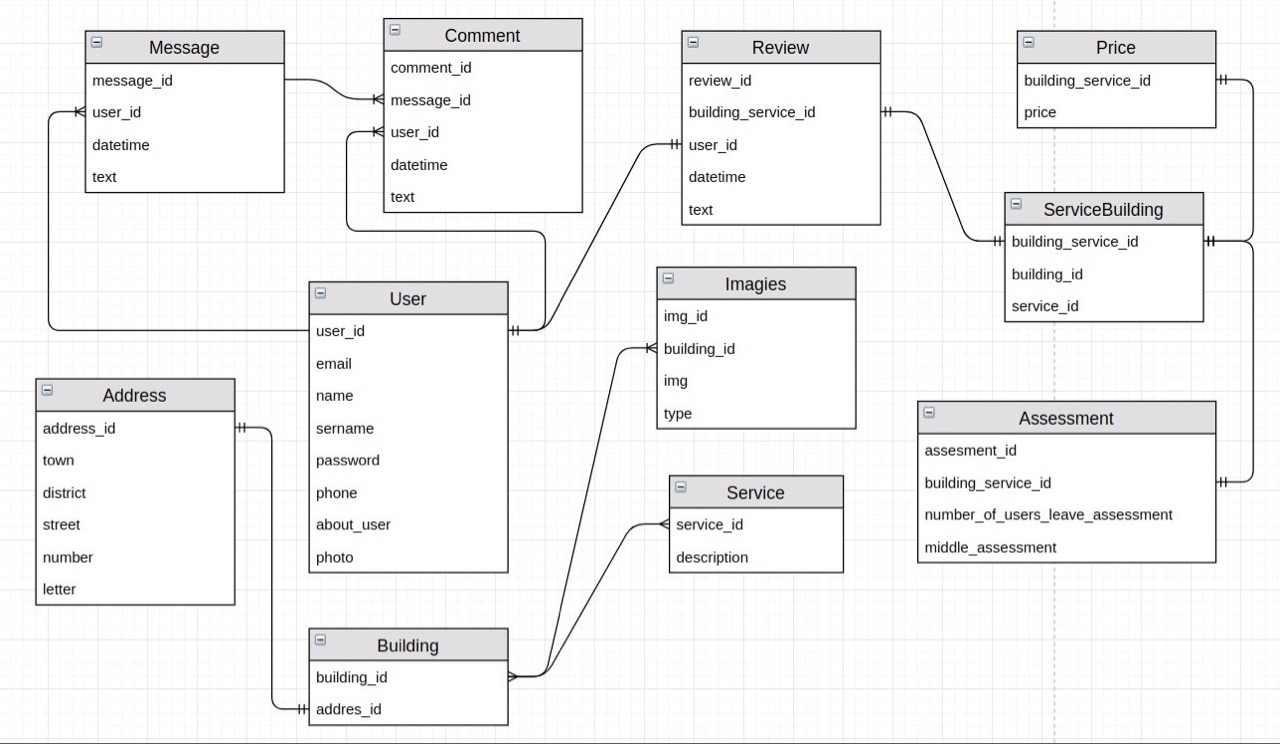 Message
message_id
user_id
datetime
text
Comment
comment_id
message_id
user_id
datetime
text
Review
review_id
building_service_id
user_id
datetime
text
Price
building_service_id
price
ServiceBuilding
building_service_id
building_id
service_id
User
user_id
email
name
sername
password
phone
about_user
photo
Imagies
img_id
building_id
img
type
Address
address_id
town
district
street
number
letter
Service
service_id
description
Assessment
assesment_id
building_service_id
number_of_users_leave_assessment
middle_assessment
Building
building_id
addres_id